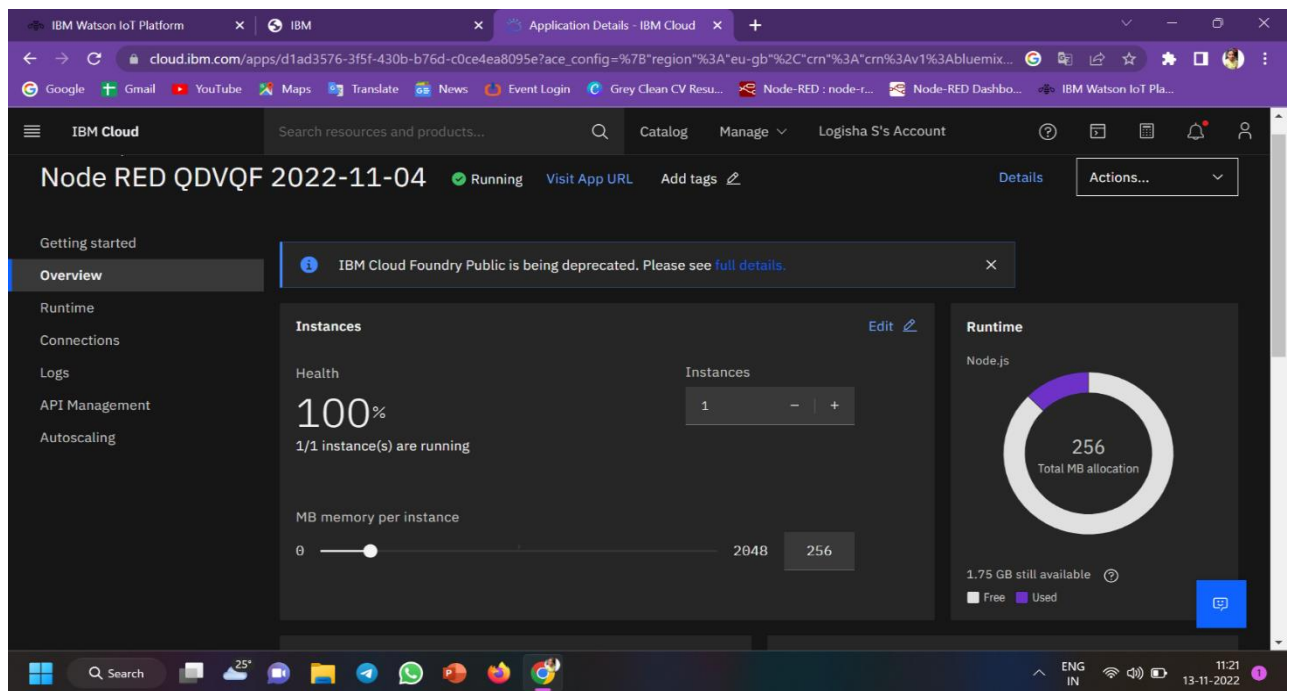 IBM Watson IoT Platform
IBM
Application Details - IBM Cloud
cloud.ibm.com/apps/d1ad3576-3f5f-430b-b76d-c0ce4ea8095e?ace_config=%7B"region"%3A"eu-gb"%2C"crn"%3A"crn%3Av1%3Abluemix...
Google Gmail YouTube Maps Translate News Event Login Grey Clean CV Resu... Node-RED : node-r... Node-RED Dashbo... IBM Watson IoT Pla...
IBM Cloud Search resources and products... Catalog Manage Logisha S's Account
Node RED QDVQF 2022-11-04 Running Visit App URL Add tags Details Actions...
Getting started
Overview
Runtime
Connections
Logs
API Management
Autoscaling
IBM Cloud Foundry Public is being deprecated. Please see full details.
Instances Edit
Health
100%
1/1 instance(s) are running
Instances
1 − +
MB memory per instance
0 2048 256
Runtime
Node.js
256
Total MB allocation
1.75 GB still available
Free Used
Search 25° ENG 11:21
IN 13-11-2022 1